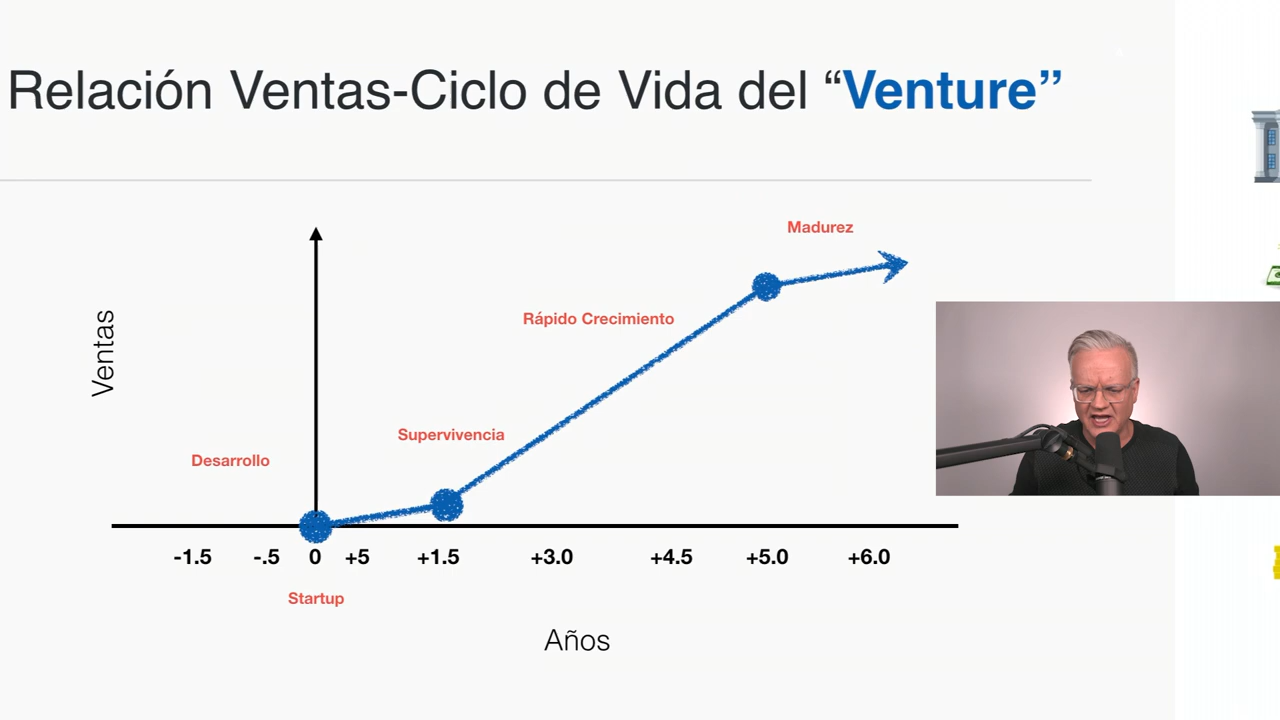 Relación Ventas-Ciclo de Vida del “Venture”
Madurez
Rápido Crecimiento
Ventas
Supervivencia
Desarrollo
-1.5 -.5 0 +5 +1.5 +3.0 +4.5 +5.0 +6.0
Startup
Años